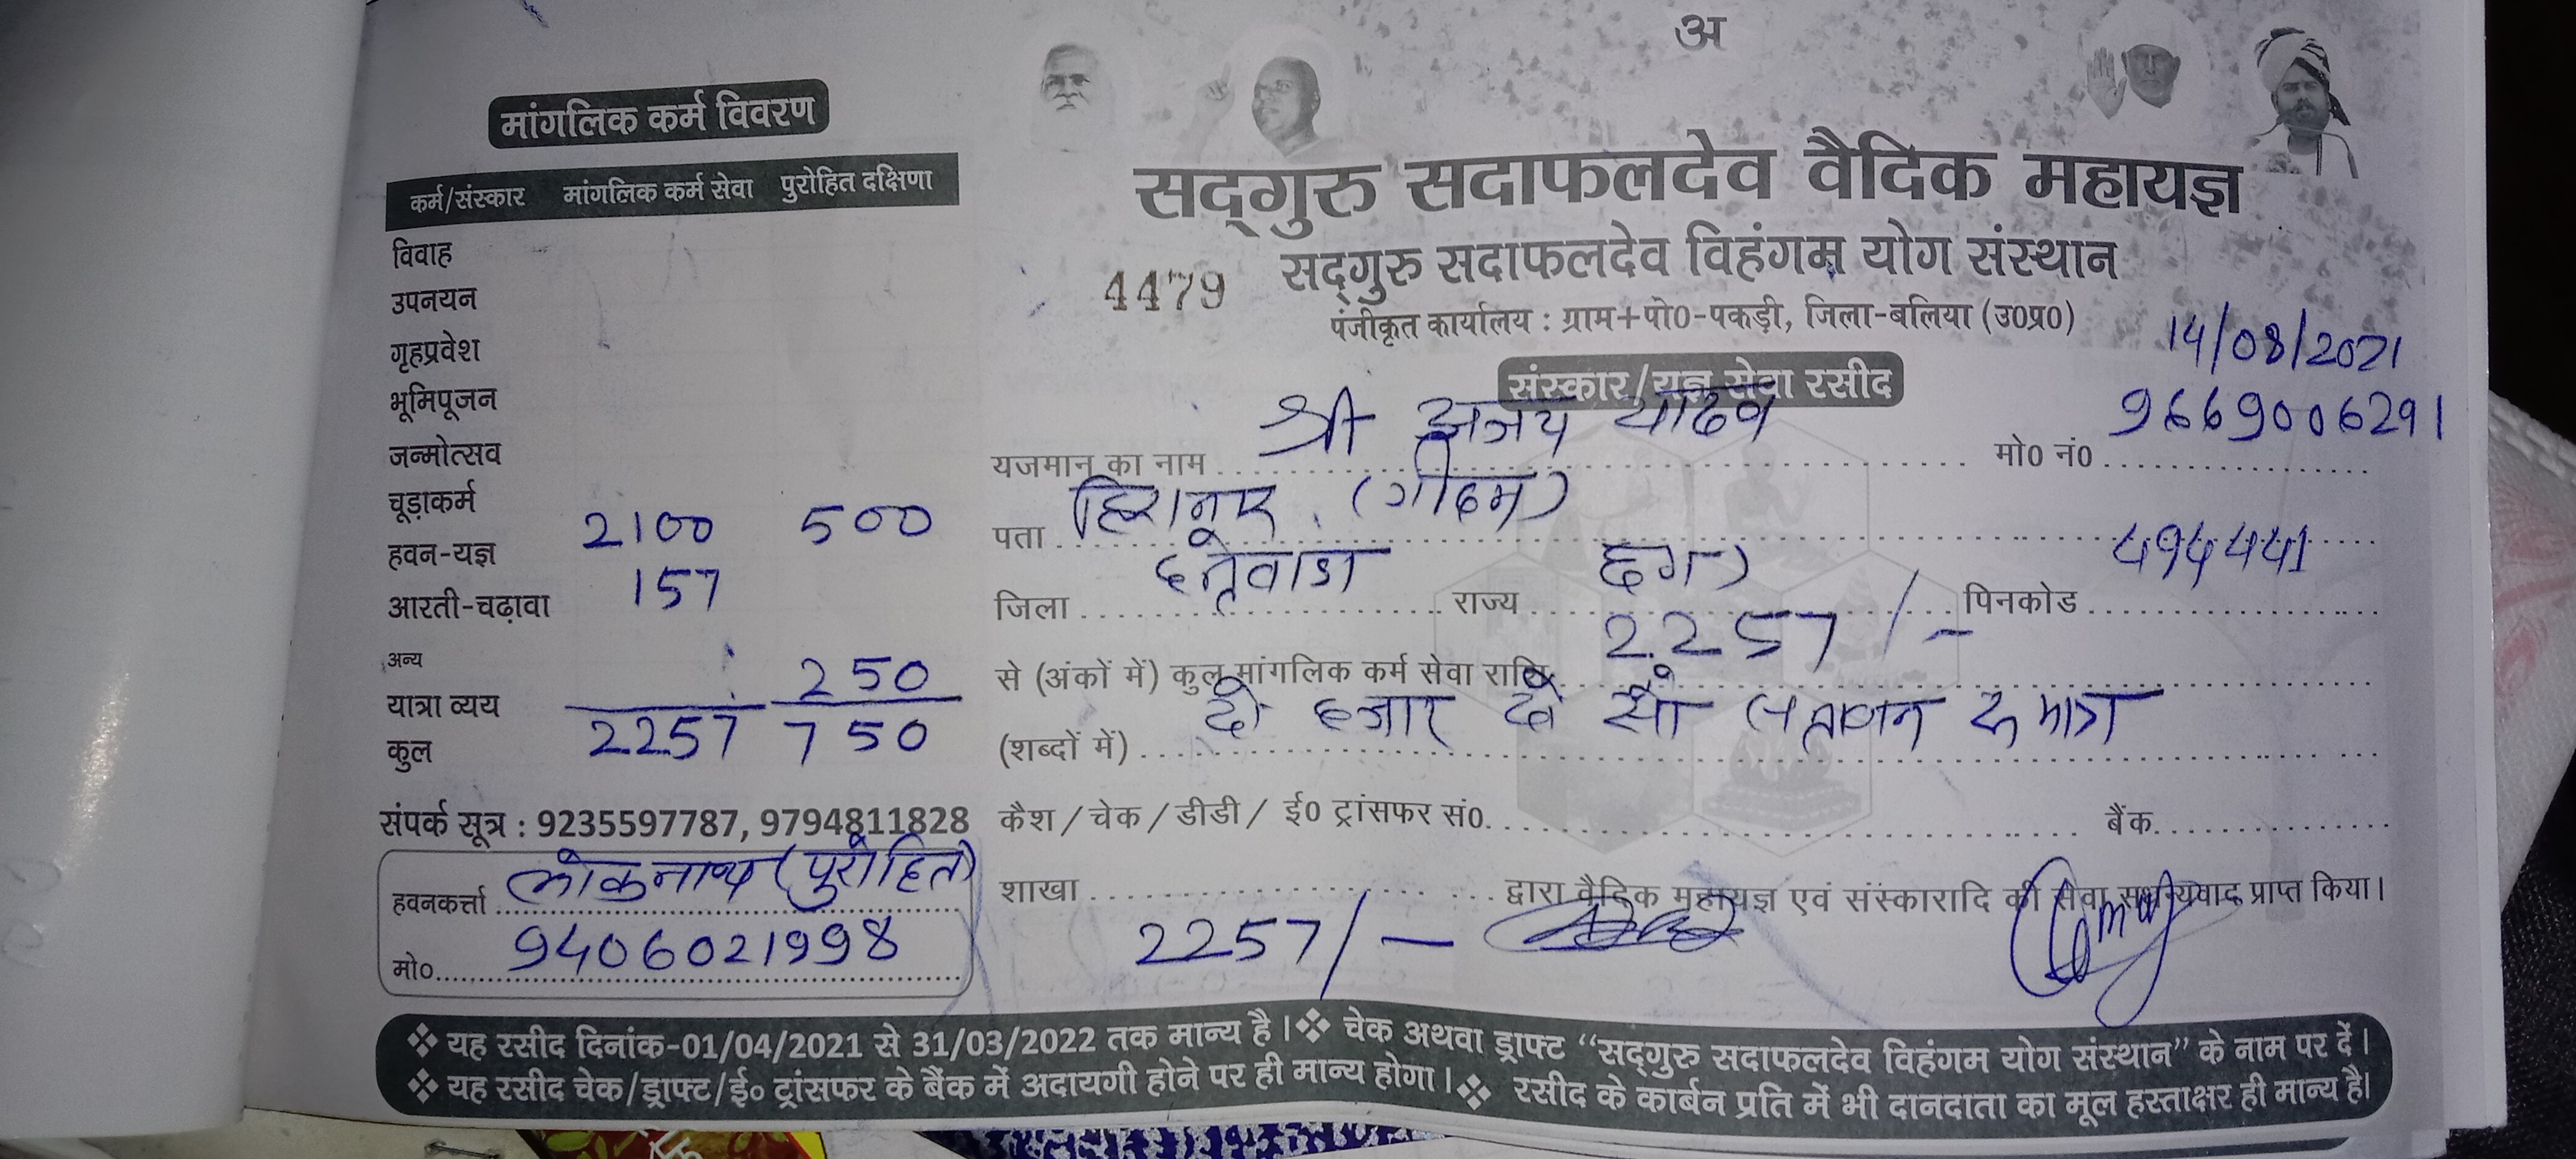 अ
मांगलिक कर्म विवरण
कर्म/संस्कार मांगलिक कर्म सेवा पुरोहित दक्षिणा
विवाह
उपनयन
गृहप्रवेश
भूमिपूजन
जन्मोत्सव
चूड़ाकर्म
हवन-यज्ञ 2100 500
आरती-चढ़ावा 157
अन्य
यात्रा व्यय 250
कुल 2257 750
संपर्क सूत्र : 9235597787, 9794811828
हवनकर्त्ता लोकनाथ (पुरोहित)
मो० 9406021998
सद्गुरु सदाफलदेव वैदिक महायज्ञ
सद्गुरु सदाफलदेव विहंगम योग संस्थान
4479
पंजीकृत कार्यालय : ग्राम+पो0-पकड़ी, जिला-बलिया (उ0प्र0)
14/08/2021
संस्कार/यज्ञ सेवा रसीद
यजमान का नाम श्री अजय यादव मो0 नं0 9669006291
पता (गीदम)
जिला दन्तेवाडा राज्य छग) पिनकोड 494441
से (अंकों में) कुल मांगलिक कर्म सेवा राशि 2257/-
(शब्दों में) दो हजार दो सौ सत्तावन रु मात्र
कैश/चेक/डीडी/ ई0 ट्रांसफर सं0 बैंक
शाखा द्वारा वैदिक महायज्ञ एवं संस्कारादि की सेवा सधन्यवाद प्राप्त किया।
2257/-
❖ यह रसीद दिनांक-01/04/2021 से 31/03/2022 तक मान्य है। ❖ चेक अथवा ड्राफ्ट “सद्गुरु सदाफलदेव विहंगम योग संस्थान” के नाम पर दें।
❖ यह रसीद चेक/ड्राफ्ट/ई० ट्रांसफर के बैंक में अदायगी होने पर ही मान्य होगा। ❖ रसीद के कार्बन प्रति में भी दानदाता का मूल हस्ताक्षर ही मान्य है।